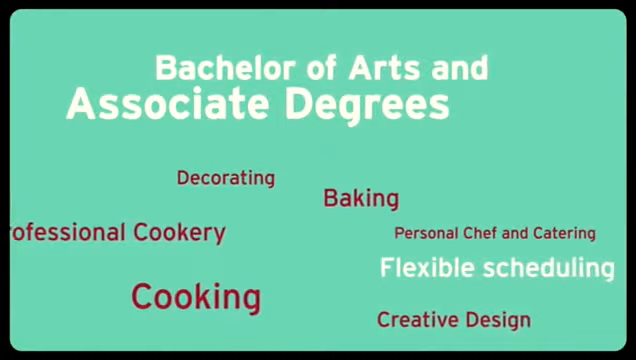 Bachelor of Arts and
Associate Degrees
Decorating
Baking
rofessional Cookery
Personal Chef and Catering
Flexible scheduling
Cooking
Creative Design